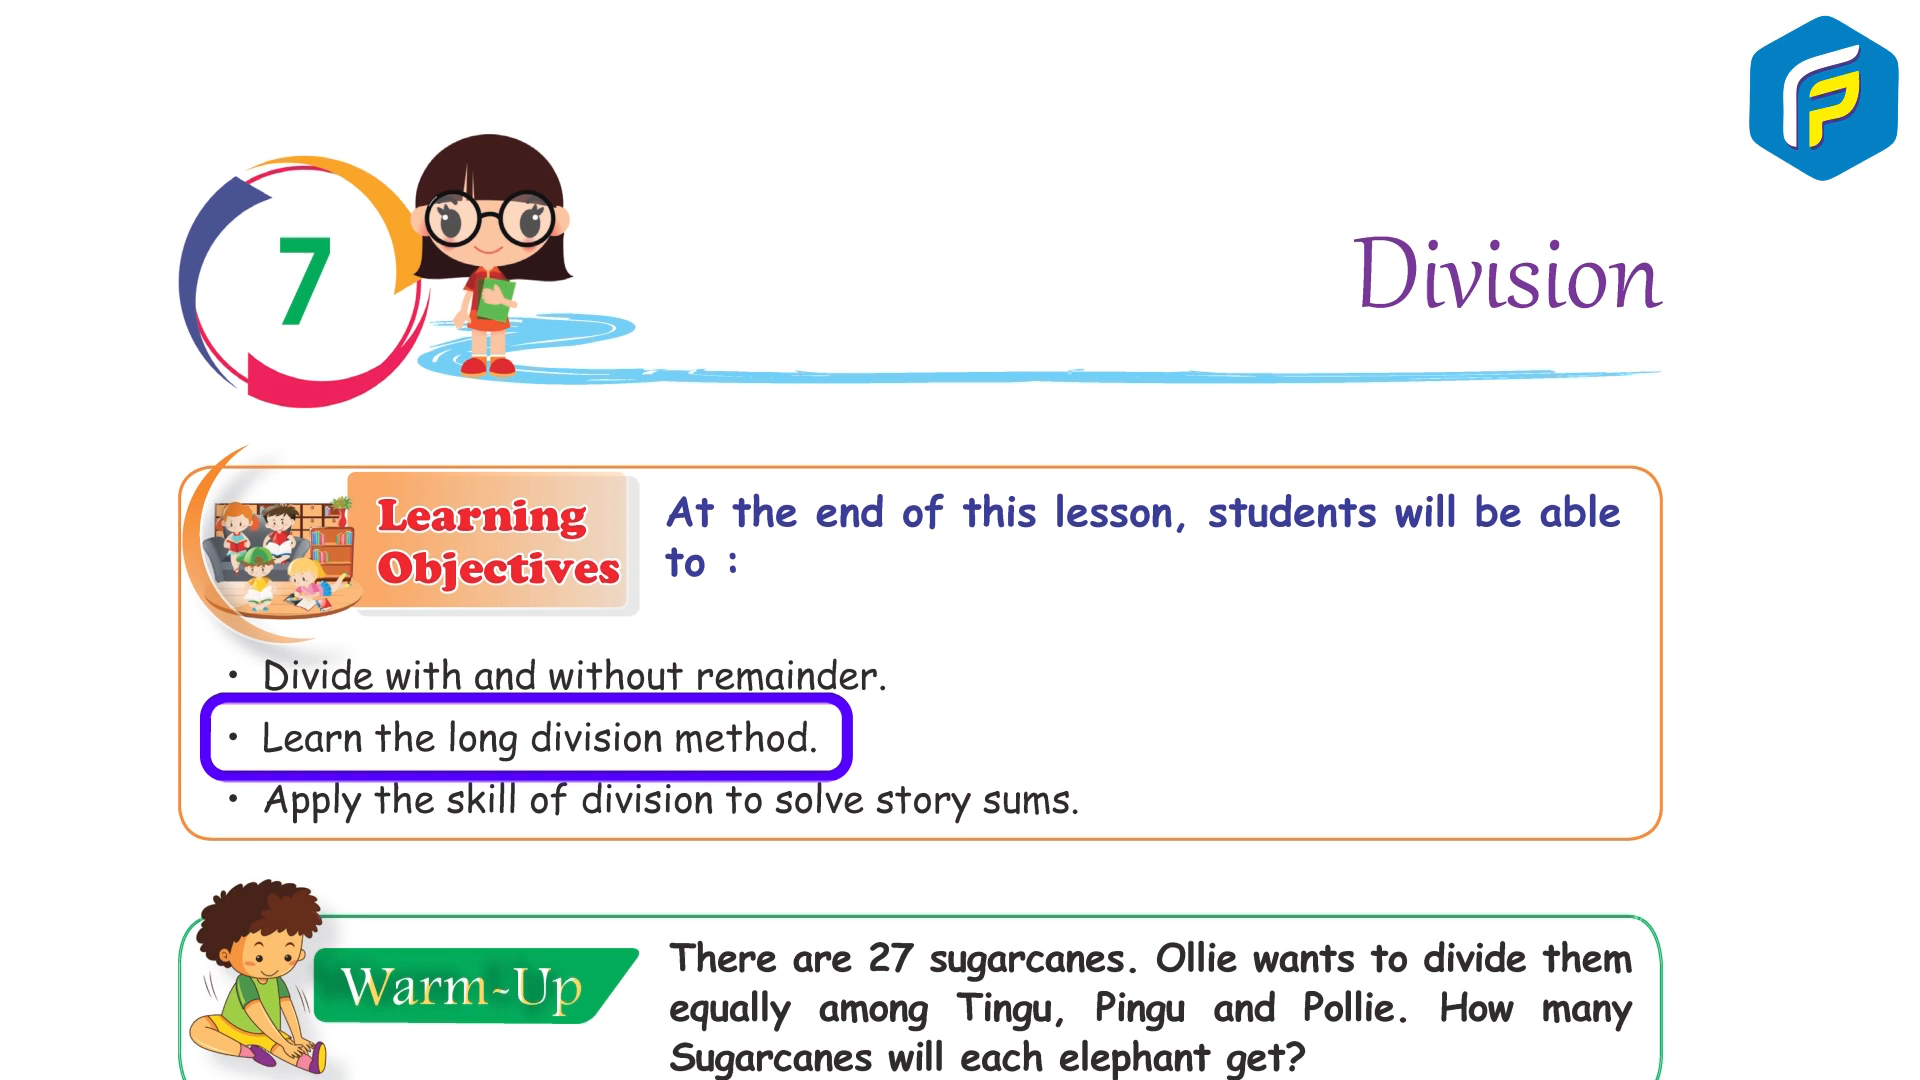 7
Division
Learning
Objectives
At the end of this lesson, students will be able
to :
• Divide with and without remainder.
• Learn the long division method.
• Apply the skill of division to solve story sums.
Warm-Up
There are 27 sugarcanes. Ollie wants to divide them
equally among Tingu, Pingu and Pollie. How many
Sugarcanes will each elephant get?